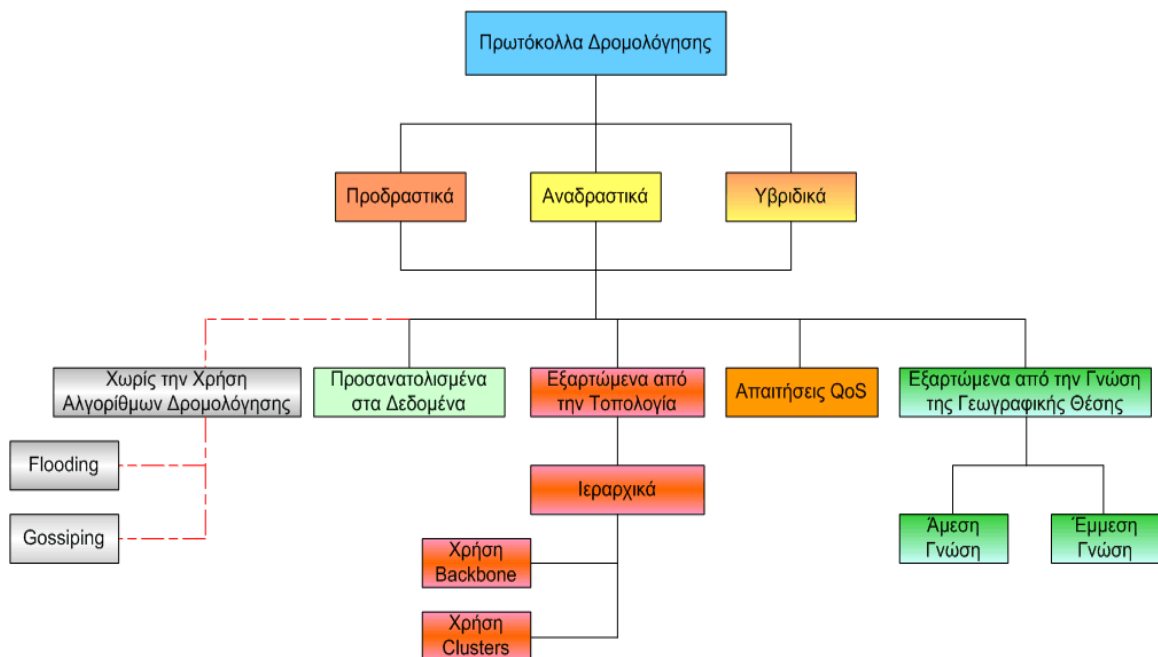 Πρωτόκολλα Δρομολόγησης
Προδραστικά
Αναδραστικά
Υβριδικά
Χωρίς την Χρήση
Αλγορίθμων Δρομολόγησης
Προσανατολισμένα
στα Δεδομένα
Εξαρτώμενα από
την Τοπολογία
Απαιτήσεις QoS
Εξαρτώμενα από την Γνώση
της Γεωγραφικής Θέσης
Flooding
Gossiping
Ιεραρχικά
Χρήση
Backbone
Χρήση
Clusters
Άμεση
Γνώση
Έμμεση
Γνώση